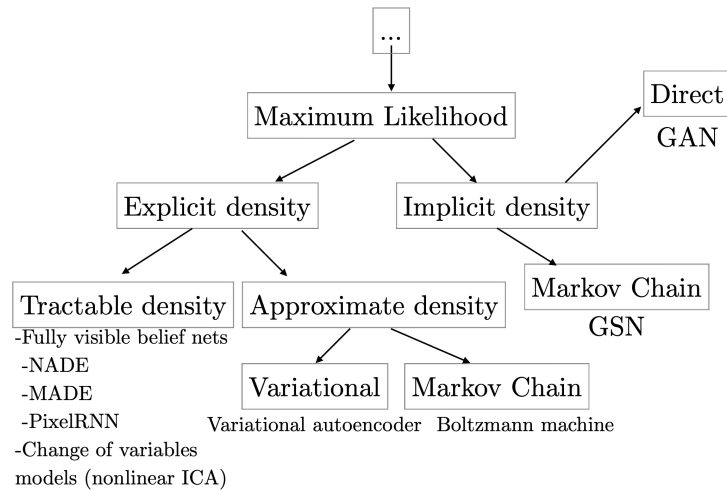 ...
Maximum Likelihood
Direct
GAN
Explicit density
Implicit density
Tractable density
-Fully visible belief nets
-NADE
-MADE
-PixelRNN
-Change of variables
models (nonlinear ICA)
Approximate density
Variational
Variational autoencoder
Markov Chain
Boltzmann machine
Markov Chain
GSN